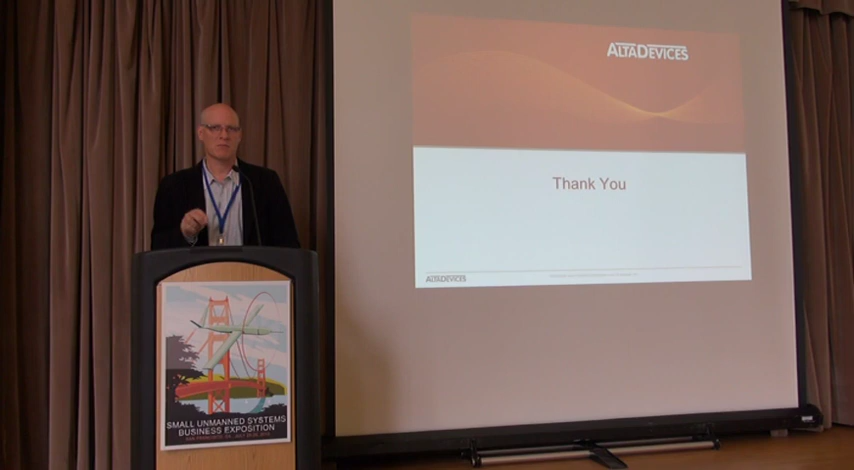 ALTADEVICES
Thank You
ALTADEVICES
SMALL UNMANNED SYSTEMS
BUSINESS EXPOSITION